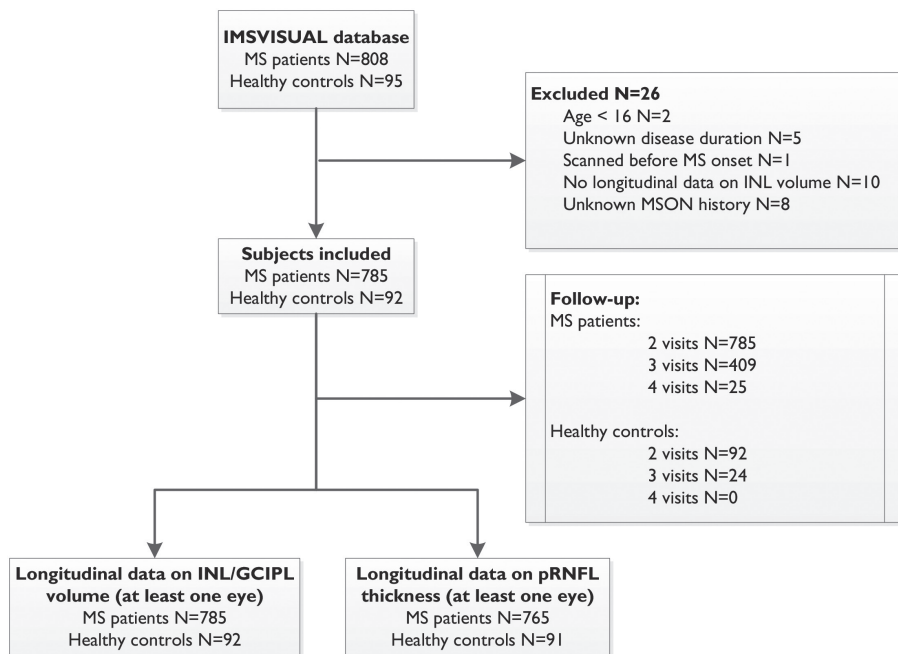 IMSVISUAL database
MS patients N=808
Healthy controls N=95
Excluded N=26
Age < 16 N=2
Unknown disease duration N=5
Scanned before MS onset N=1
No longitudinal data on INL volume N=10
Unknown MSON history N=8
Subjects included
MS patients N=785
Healthy controls N=92
Follow-up:
MS patients:
2 visits N=785
3 visits N=409
4 visits N=25
Healthy controls:
2 visits N=92
3 visits N=24
4 visits N=0
Longitudinal data on INL/GCIPL
volume (at least one eye)
MS patients N=785
Healthy controls N=92
Longitudinal data on pRNFL
thickness (at least one eye)
MS patients N=765
Healthy controls N=91